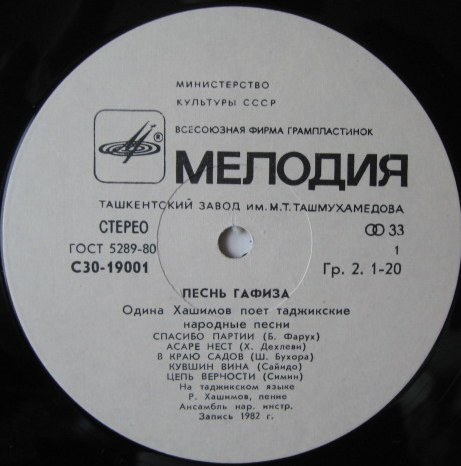 МИНИСТЕРСТВО
КУЛЬТУРЫ СССР
ВСЕСОЮЗНАЯ ФИРМА ГРАМПЛАСТИНОК
МЕЛОДИЯ
ТАШКЕНТСКИЙ ЗАВОД ИМ. М.Т. ТАШМУХАМЕДОВА
СТЕРЕО
33
ГОСТ 5289-80
1
С30-19001
Гр. 2. 1-20
ПЕСНЬ ГАФИЗА
Одина Хашимов поет таджикские
народные песни
СПАСИБО ПАРТИИ (Б. Фарух)
АСАРЕ НЕСТ (Х. Дехлеви)
В КРАЮ САДОВ (Ш. Бухора)
КУВШИН ВИНА (Сайидо)
ЦЕПЬ ВЕРНОСТИ (Симин)
На таджикском языке
Р. Хашимов, пение
Ансамбль нар. инстр.
Запись 1982 г.